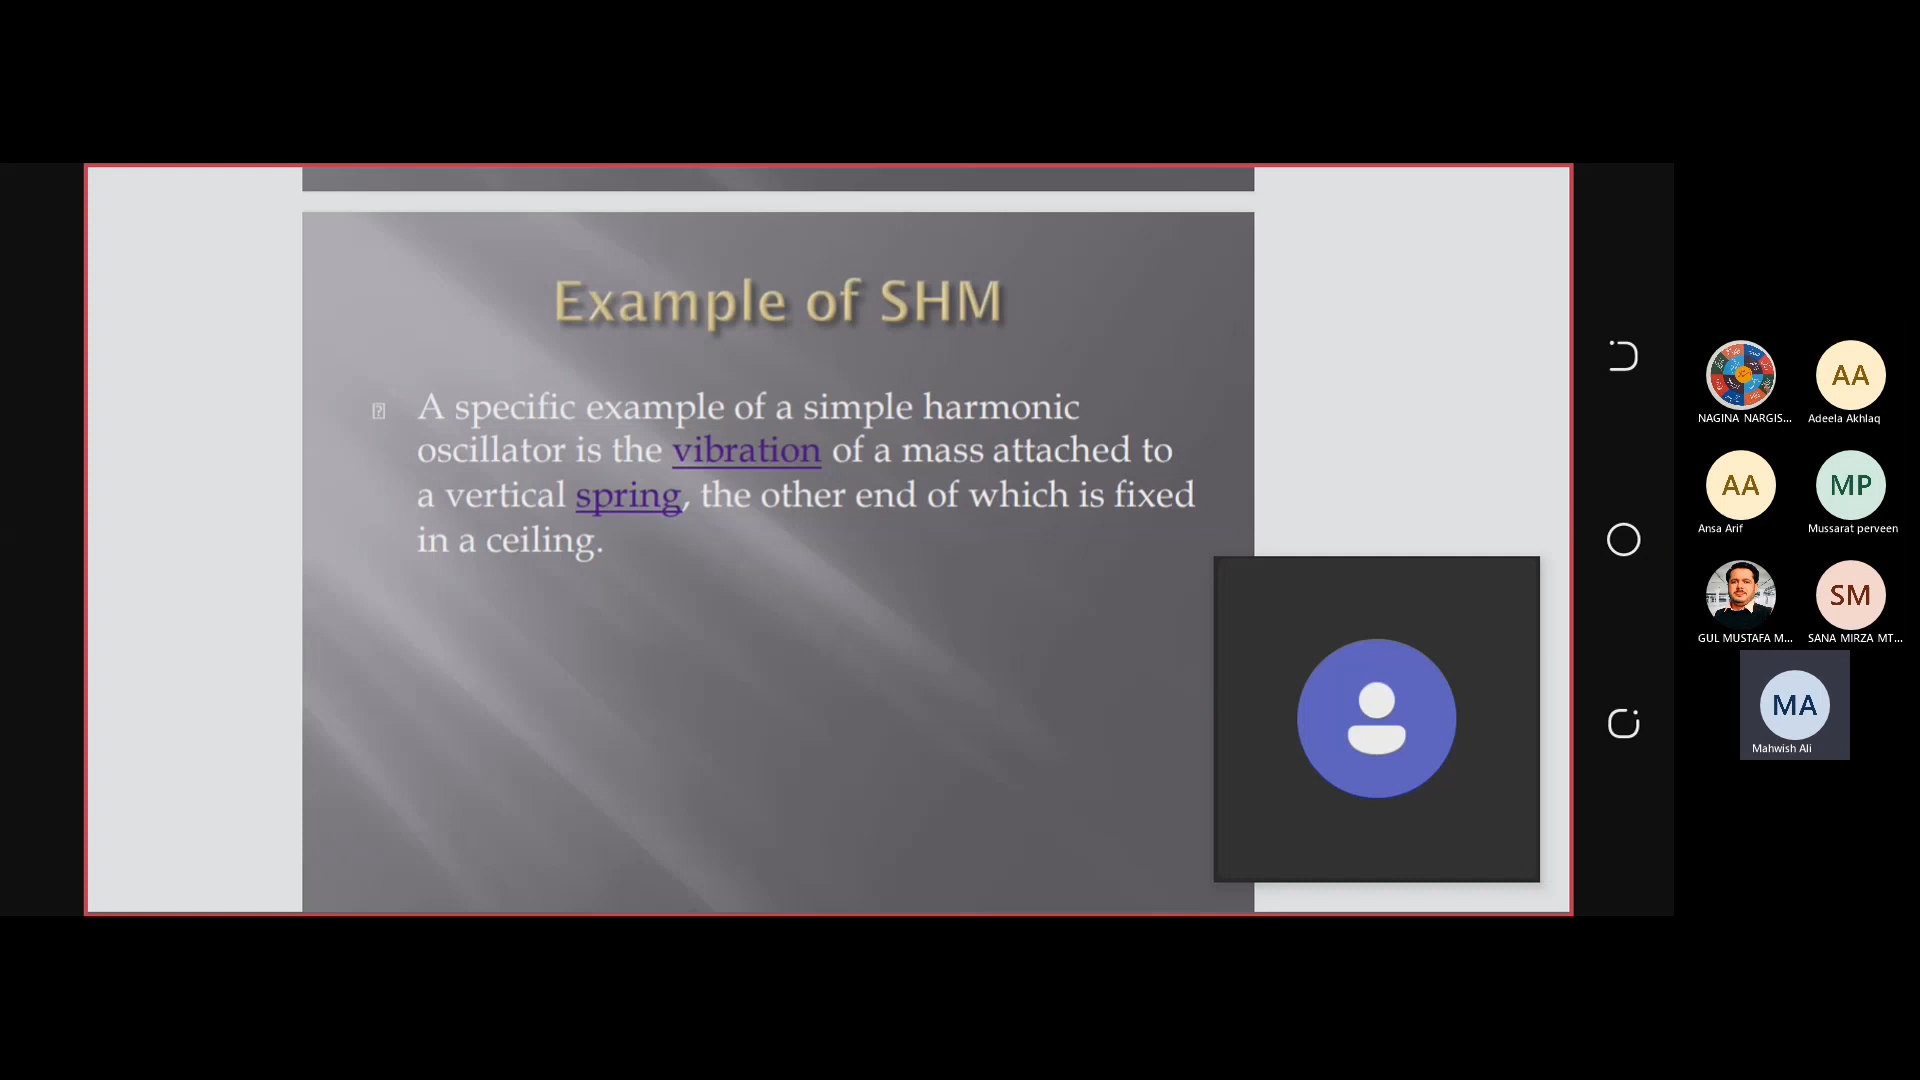 Example of SHM
A specific example of a simple harmonic
oscillator is the vibration of a mass attached to
a vertical spring, the other end of which is fixed
in a ceiling.
NAGINA NARGIS...
AA
Adeela Akhlaq
AA
Ansa Arif
MP
Mussarat perveen
GUL MUSTAFA M...
SM
SANA MIRZA MT...
MA
Mahwish Ali